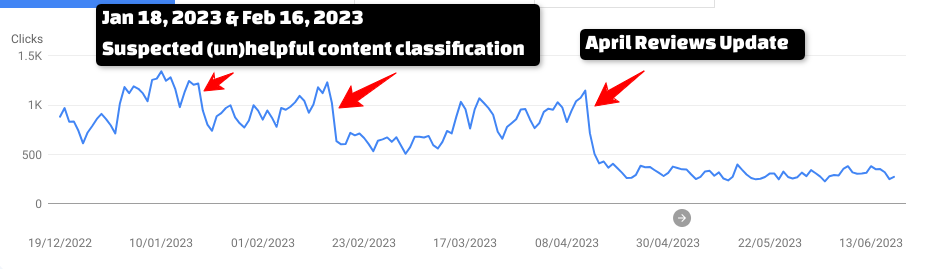 Jan 18, 2023 & Feb 16, 2023
Suspected (un)helpful content classification
April Reviews Update
Clicks
1.5K
1K
500
0
19/12/2022 10/01/2023 01/02/2023 23/02/2023 17/03/2023 08/04/2023 30/04/2023 22/05/2023 13/06/2023